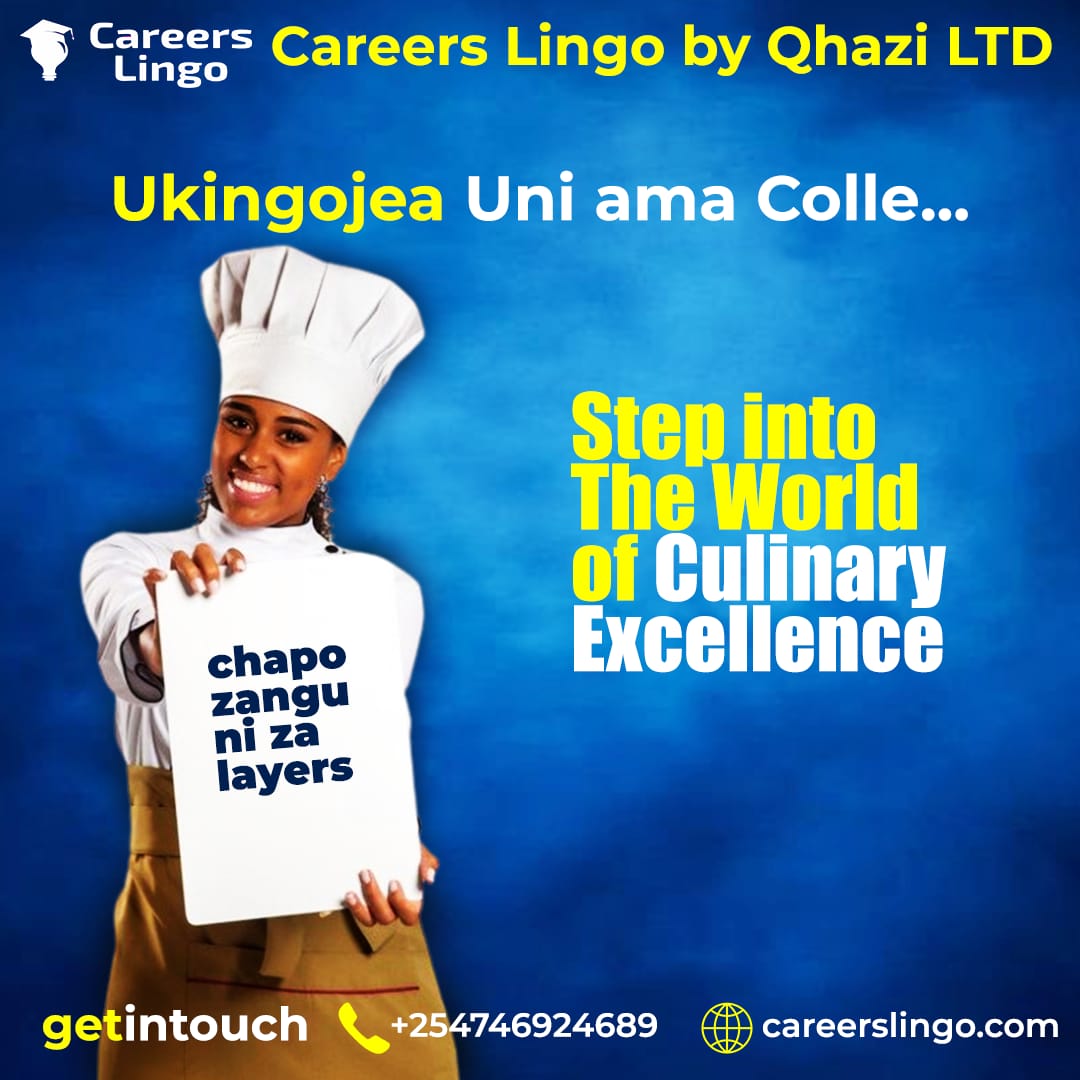 Careers
Lingo
Careers Lingo by Qhazi LTD
Ukingojea Uni ama Colle...
Step into
The World
of Culinary
Excellence
chapo
zangu
ni za
layers
getintouch
+254746924689
careerslingo.com